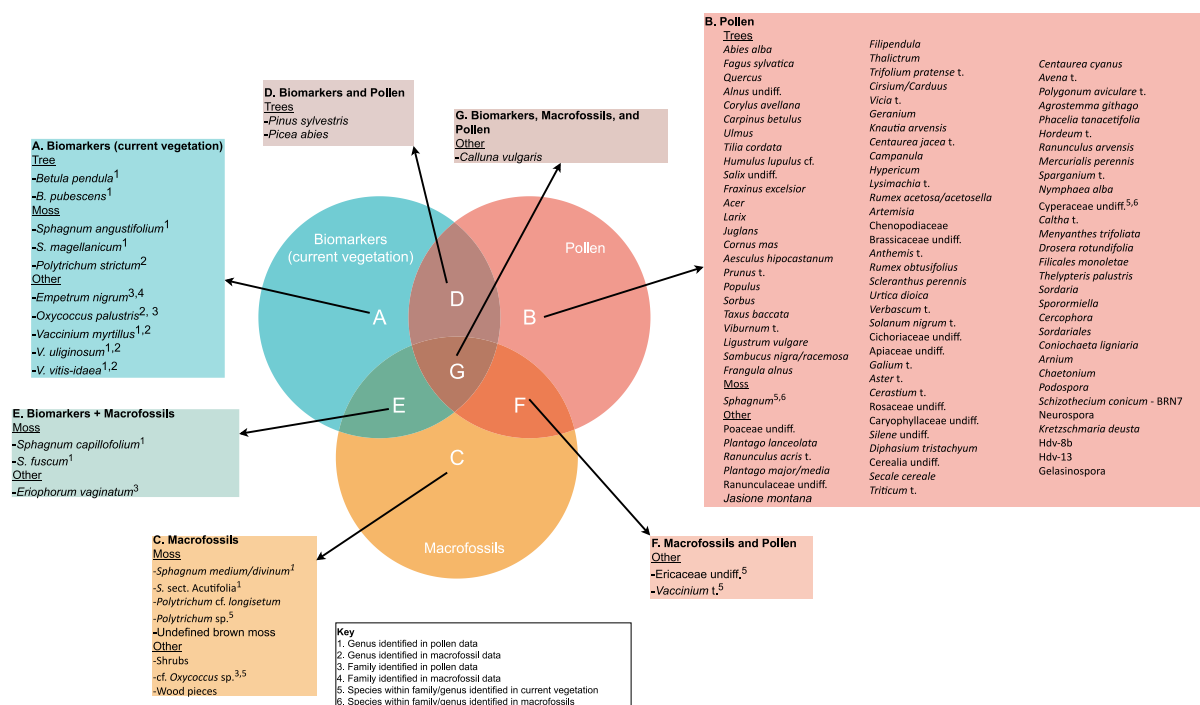 B. Pollen
Trees
Abies alba
Fagus sylvatica
Quercus
Alnus undiff.
Corylus avellana
Carpinus betulus
Ulmus
Tilia cordata
Humulus lupulus cf.
Salix undiff.
Fraxinus excelsior
Acer
Larix
Juglans
Cornus mas
Aesculus hipocastanum
Prunus t.
Populus
Sorbus
Taxus baccata
Viburnum t.
Ligustrum vulgare
Sambucus nigra/racemosa
Frangula alnus
Moss
Sphagnum5,6
Other
Poaceae undiff.
Plantago lanceolata
Ranunculus acris t.
Plantago major/media
Ranunculaceae undiff.
Jasione montana
Filipendula
Thalictrum
Trifolium pratense t.
Cirsium/Carduus
Vicia t.
Geranium
Knautia arvensis
Centaurea jacea t.
Campanula
Hypericum
Lysimachia t.
Rumex acetosa/acetosella
Artemisia
Chenopodiaceae
Brassicaceae undiff.
Anthemis t.
Rumex obtusifolius
Scleranthus perennis
Urtica dioica
Verbascum t.
Solanum nigrum t.
Cichoriaceae undiff.
Apiaceae undiff.
Galium t.
Aster t.
Cerastium t.
Rosaceae undiff.
Caryophyllaceae undiff.
Silene undiff.
Diphasium tristachyum
Cerealia undiff.
Secale cereale
Triticum t.
Centaurea cyanus
Avena t.
Polygonum aviculare t.
Agrostemma githago
Phacelia tanacetifolia
Hordeum t.
Ranunculus arvensis
Mercurialis perennis
Sparganium t.
Nymphaea alba
Cyperaceae undiff.5,6
Caltha t.
Menyanthes trifoliata
Drosera rotundifolia
Filicales monoletae
Thelypteris palustris
Sordaria
Sporormiella
Cercophora
Sordariales
Coniochaeta ligniaria
Arnium
Chaetonium
Podospora
Schizothecium conicum - BRN7
Neurospora
Kretzschmaria deusta
Hdv-8b
Hdv-13
Gelasinospora
D. Biomarkers and Pollen
Trees
-Pinus sylvestris
-Picea abies
G. Biomarkers, Macrofossils, and
Pollen
Other
-Calluna vulgaris
A. Biomarkers (current vegetation)
Tree
-Betula pendula1
-B. pubescens1
Moss
-Sphagnum angustifolium1
-S. magellanicum1
-Polytrichum strictum2
Other
-Empetrum nigrum3,4
-Oxycoccus palustris2, 3
-Vaccinium myrtillus1,2
-V. uliginosum1,2
-V. vitis-idaea1,2
Biomarkers
(current vegetation)
Pollen
D
A
B
G
E
F
C
Macrofossils
E. Biomarkers + Macrofossils
Moss
-Sphagnum capillofolium1
-S. fuscum1
Other
-Eriophorum vaginatum3
C. Macrofossils
Moss
-Sphagnum medium/divinum1
-S. sect. Acutifolia1
-Polytrichum cf. longisetum
-Polytrichum sp.5
-Undefined brown moss
Other
-Shrubs
-cf. Oxycoccus sp.3,5
-Wood pieces
F. Macrofossils and Pollen
Other
-Ericaceae undiff.5
-Vaccinium t.5
Key
1. Genus identified in pollen data
2. Genus identified in macrofossil data
3. Family identified in pollen data
4. Family identified in macrofossil data
5. Species within family/genus identified in current vegetation
6. Species within family/genus identified in macrofossils